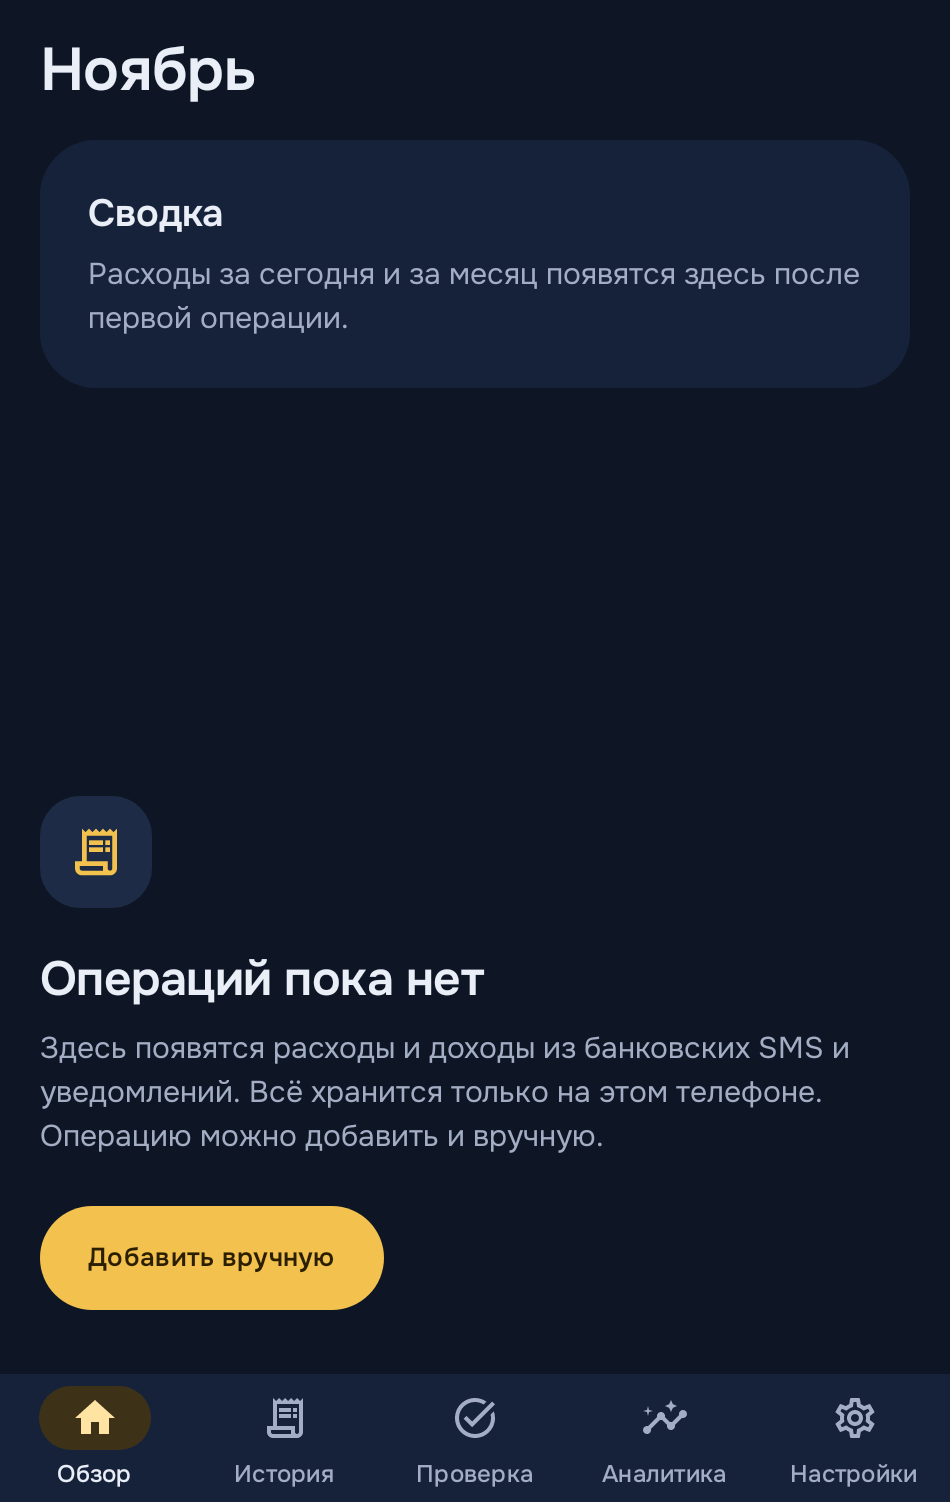 Ноябрь
Сводка
Расходы за сегодня и за месяц появятся здесь после
первой операции.
Операций пока нет
Здесь появятся расходы и доходы из банковских SMS и
уведомлений. Всё хранится только на этом телефоне.
Операцию можно добавить и вручную.
Добавить вручную
Обзор
История
Проверка
Аналитика
Настройки